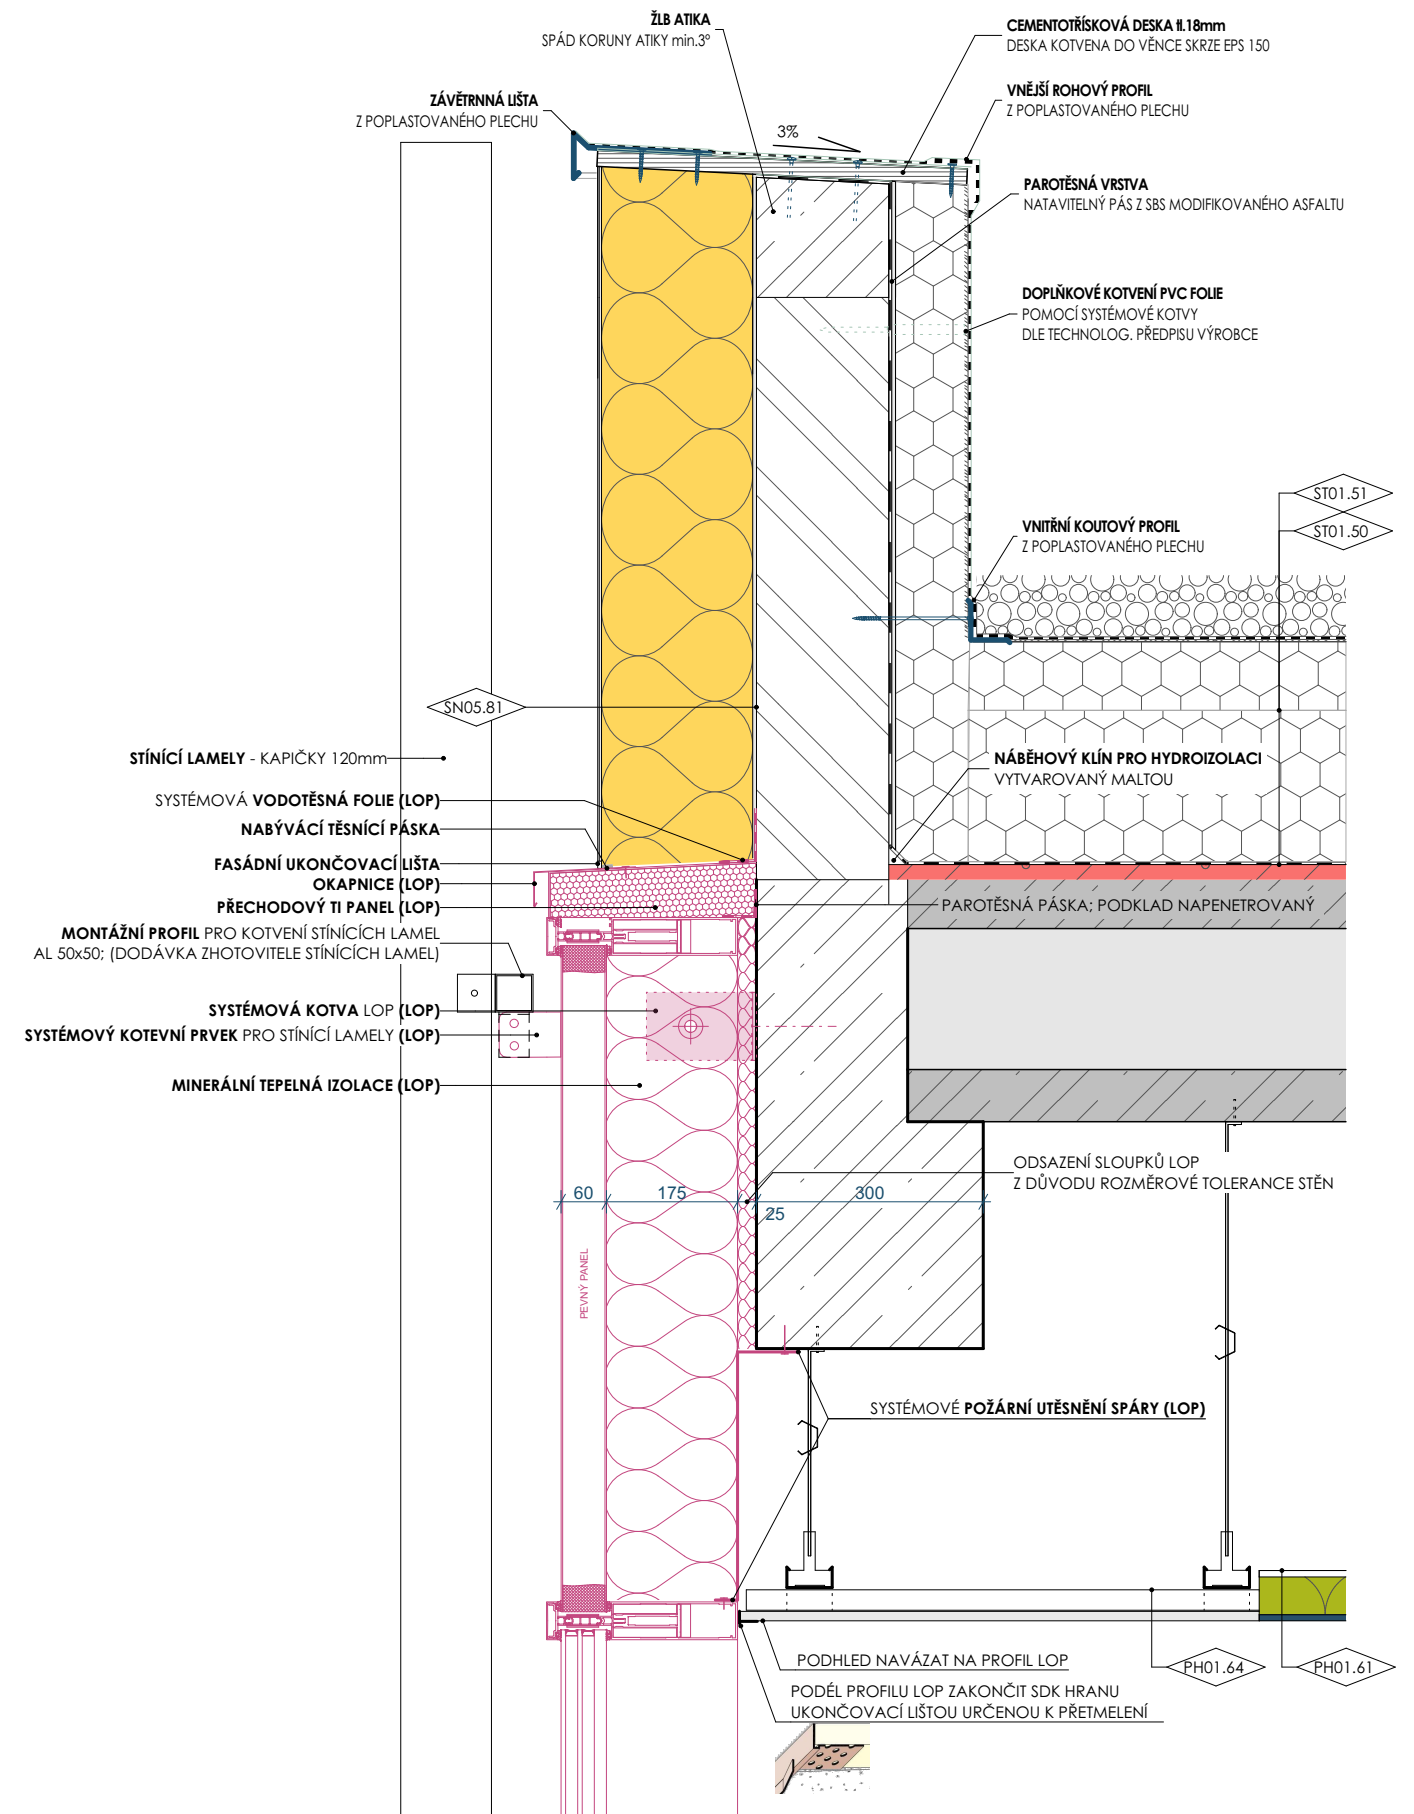 ŽLB ATIKA
SPÁD KORUNY ATIKY min.3º
CEMENTOTŘÍSKOVÁ DESKA tl.18mm
DESKA KOTVENA DO VĚNCE SKRZE EPS 150
ZÁVĚTRNNÁ LIŠTA
Z POPLASTOVANÉHO PLECHU
VNĚJŠÍ ROHOVÝ PROFIL
Z POPLASTOVANÉHO PLECHU
3%
PAROTĚSNÁ VRSTVA
NATAVITELNÝ PÁS Z SBS MODIFIKOVANÉHO ASFALTU
DOPLŇKOVÉ KOTVENÍ PVC FOLIE
POMOCÍ SYSTÉMOVÉ KOTVY
DLE TECHNOLOG. PŘEDPISU VÝROBCE
ST01.51
ST01.50
VNITŘNÍ KOUTOVÝ PROFIL
Z POPLASTOVANÉHO PLECHU
SN05.81
STÍNÍCÍ LAMELY - KAPIČKY 120mm
NÁBĚHOVÝ KLÍN PRO HYDROIZOLACI
VYTVAROVANÝ MALTOU
SYSTÉMOVÁ VODOTĚSNÁ FOLIE (LOP)
NABÝVÁCÍ TĚSNÍCÍ PÁSKA
FASÁDNÍ UKONČOVACÍ LIŠTA
OKAPNICE (LOP)
PŘECHODOVÝ TI PANEL (LOP)
PAROTĚSNÁ PÁSKA; PODKLAD NAPENETROVANÝ
MONTÁŽNÍ PROFIL PRO KOTVENÍ STÍNÍCÍCH LAMEL
AL 50x50; (DODÁVKA ZHOTOVITELE STÍNÍCÍCH LAMEL)
SYSTÉMOVÁ KOTVA LOP (LOP)
SYSTÉMOVÝ KOTEVNÍ PRVEK PRO STÍNÍCÍ LAMELY (LOP)
MINERÁLNÍ TEPELNÁ IZOLACE (LOP)
ODSAZENÍ SLOUPKŮ LOP
Z DŮVODU ROZMĚROVÉ TOLERANCE STĚN
60 175 300
25
PEVNÝ PANEL
SYSTÉMOVÉ POŽÁRNÍ UTĚSNĚNÍ SPÁRY (LOP)
PODHLED NAVÁZAT NA PROFIL LOP
PH01.64
PH01.61
PODÉL PROFILU LOP ZAKONČIT SDK HRANU
UKONČOVACÍ LIŠTOU URČENOU K PŘETMELENÍ